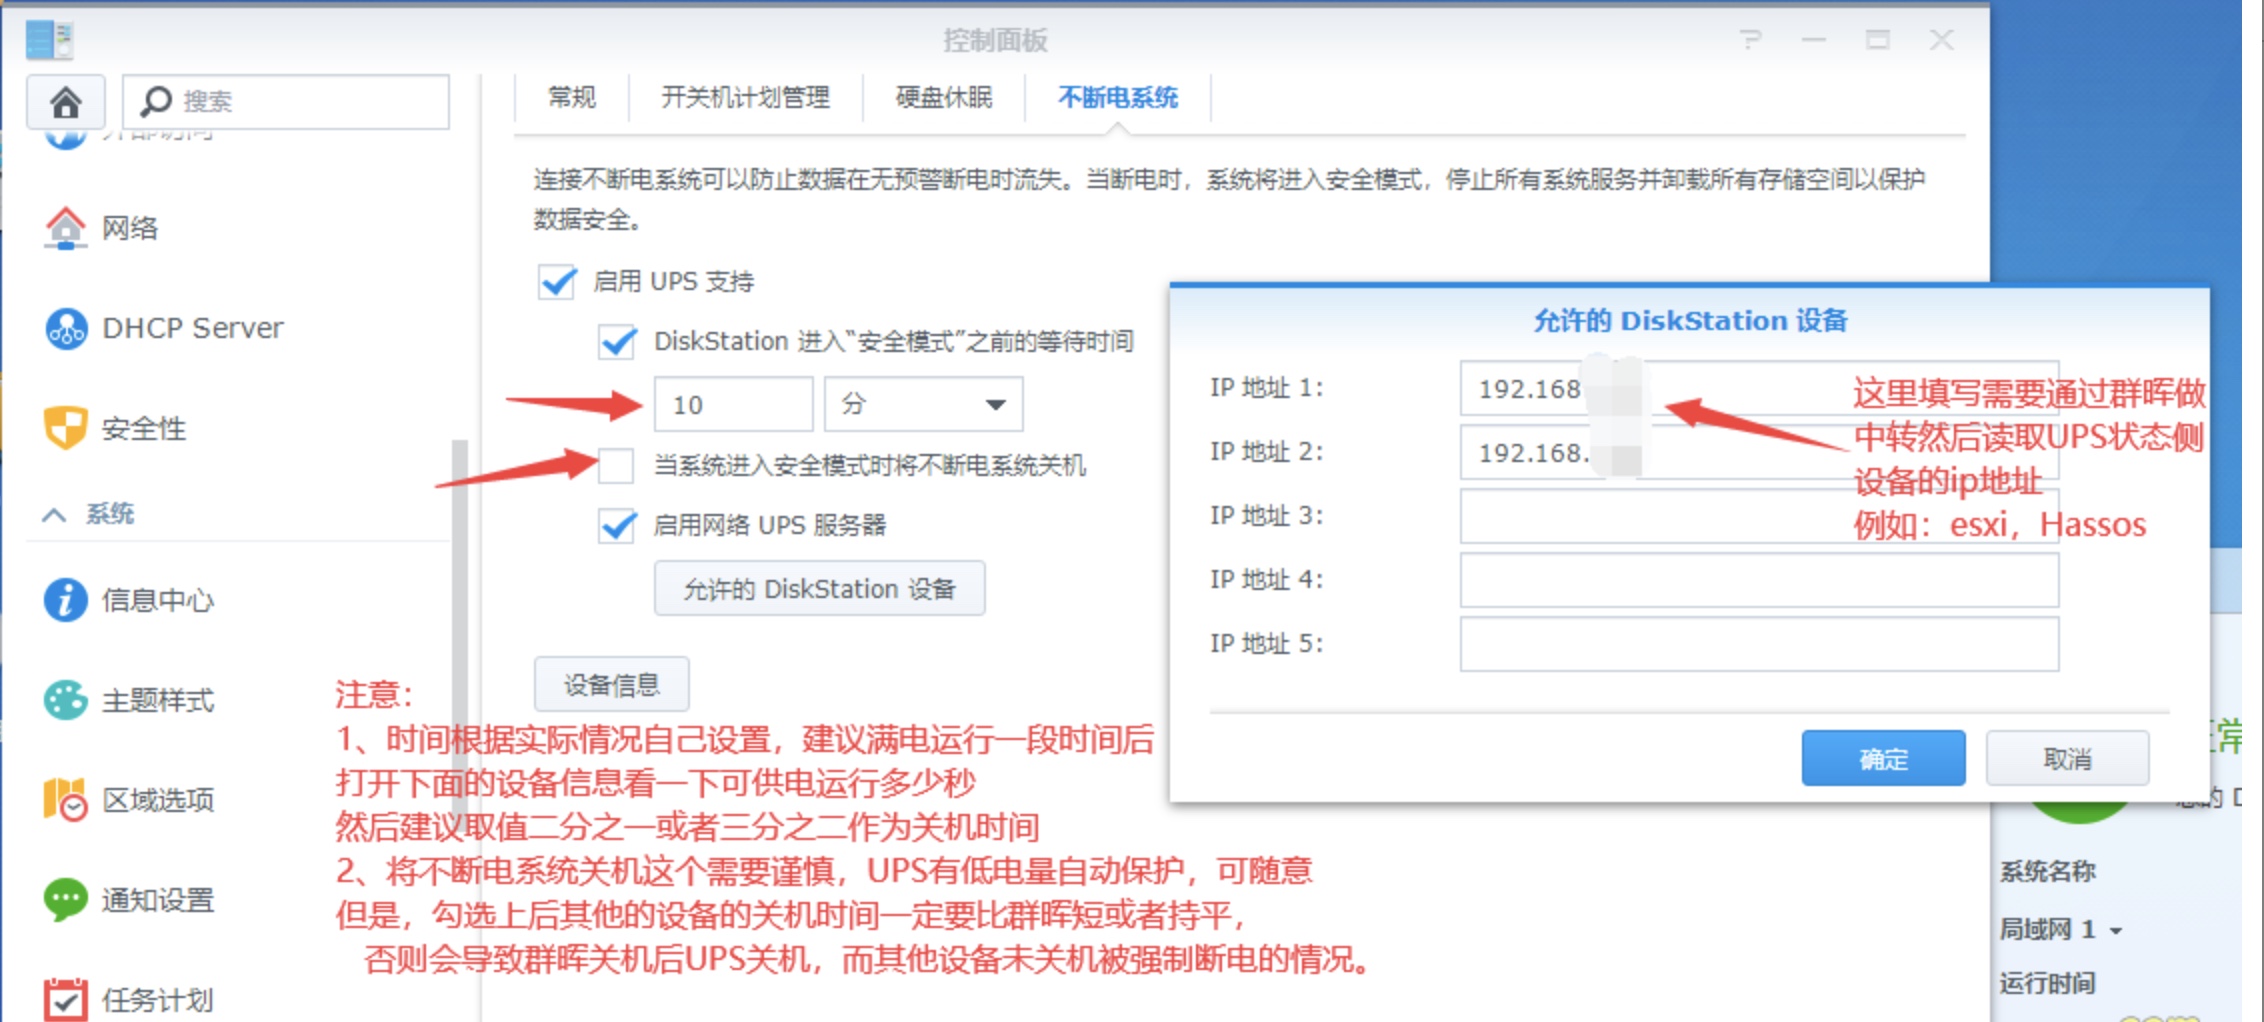 控制面板
搜索
常规
开关机计划管理
硬盘休眠
不断电系统
外部访问
网络
DHCP Server
安全性
系统
信息中心
主题样式
区域选项
通知设置
任务计划
连接不断电系统可以防止数据在无预警断电时流失。当断电时，系统将进入安全模式，停止所有系统服务并卸载所有存储空间以保护
数据安全。
启用 UPS 支持
DiskStation 进入“安全模式”之前的等待时间
10 分
当系统进入安全模式时将不断电系统关机
启用网络 UPS 服务器
允许的 DiskStation 设备
设备信息
注意：
1、时间根据实际情况自己设置，建议满电运行一段时间后
打开下面的设备信息看一下可供电运行多少秒
然后建议取值二分之一或者三分之二作为关机时间
2、将不断电系统关机这个需要谨慎，UPS有低电量自动保护，可随意
但是，勾选上后其他的设备的关机时间一定要比群晖短或者持平，
否则会导致群晖关机后UPS关机，而其他设备未关机被强制断电的情况。
允许的 DiskStation 设备
IP 地址 1: 192.168
IP 地址 2: 192.168.
IP 地址 3:
IP 地址 4:
IP 地址 5:
这里填写需要通过群晖做
中转然后读取UPS状态侧
设备的ip地址
例如：esxi，Hassos
确定
取消
常
的 D
系统名称
局域网 1
运行时间